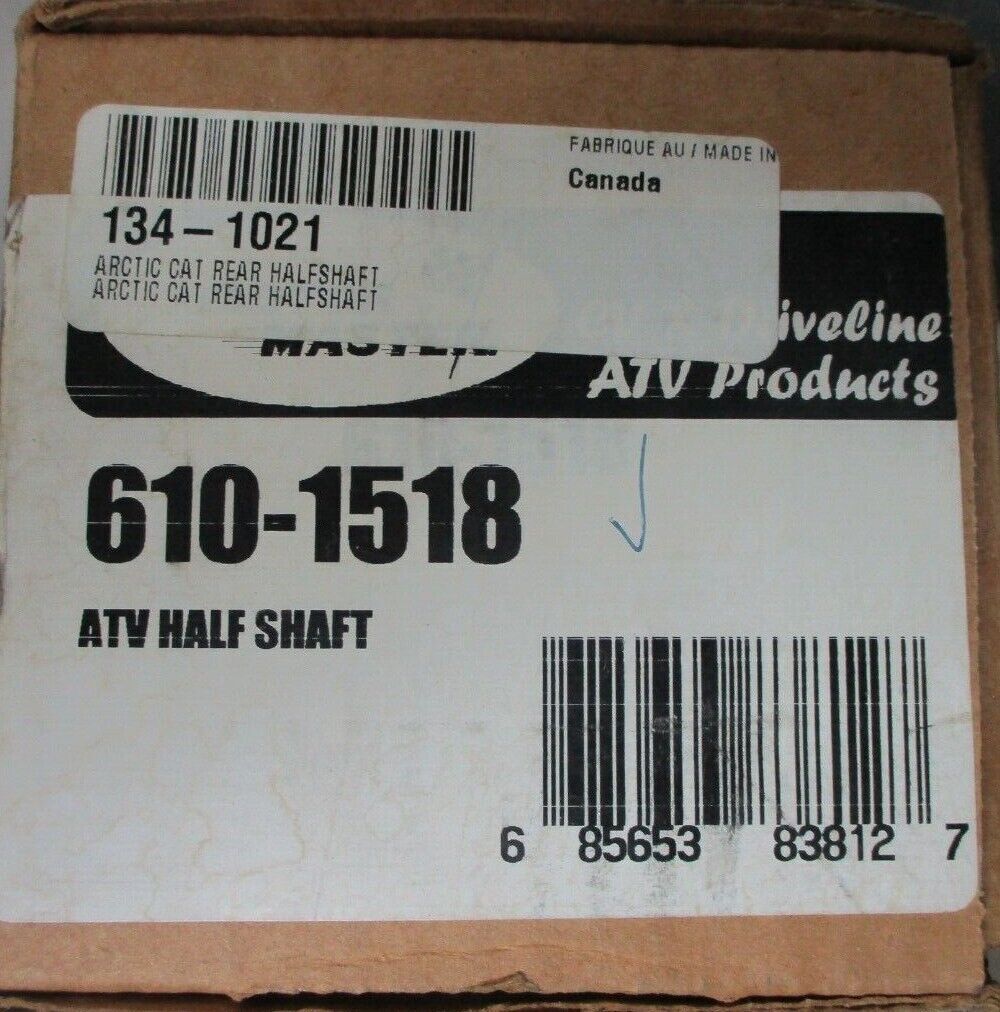 134-1021
ARCTIC CAT REAR HALFSHAFT
ARCTIC CAT REAR HALFSHAFT
FABRIQUE AU / MADE IN
Canada
ATV Products
610-1518
ATV HALF SHAFT
6 85653 83812 7